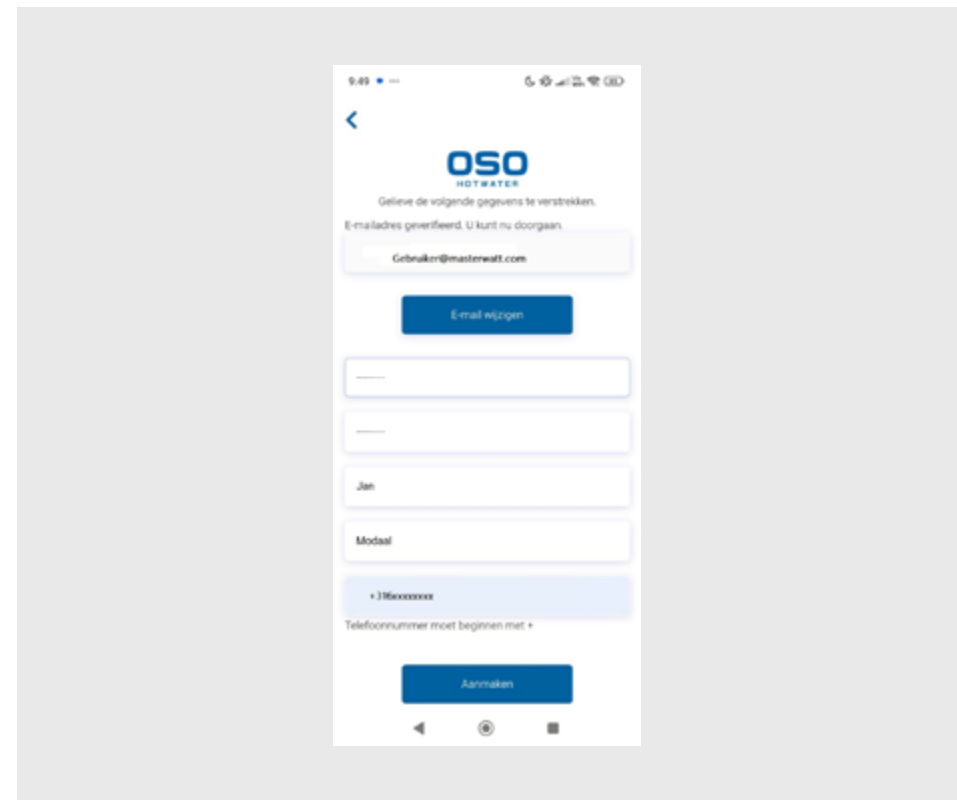 9:49
OSO
HOTWATER
Gelieve de volgende gegevens te verstrekken.
E-mailadres geverifieerd. U kunt nu doorgaan.
Gebruiker@masterwatt.com
E-mail wijzigen
Jan
Modaal
+316xxxxxxxx
Telefoonnummer moet beginnen met +
Aanmaken